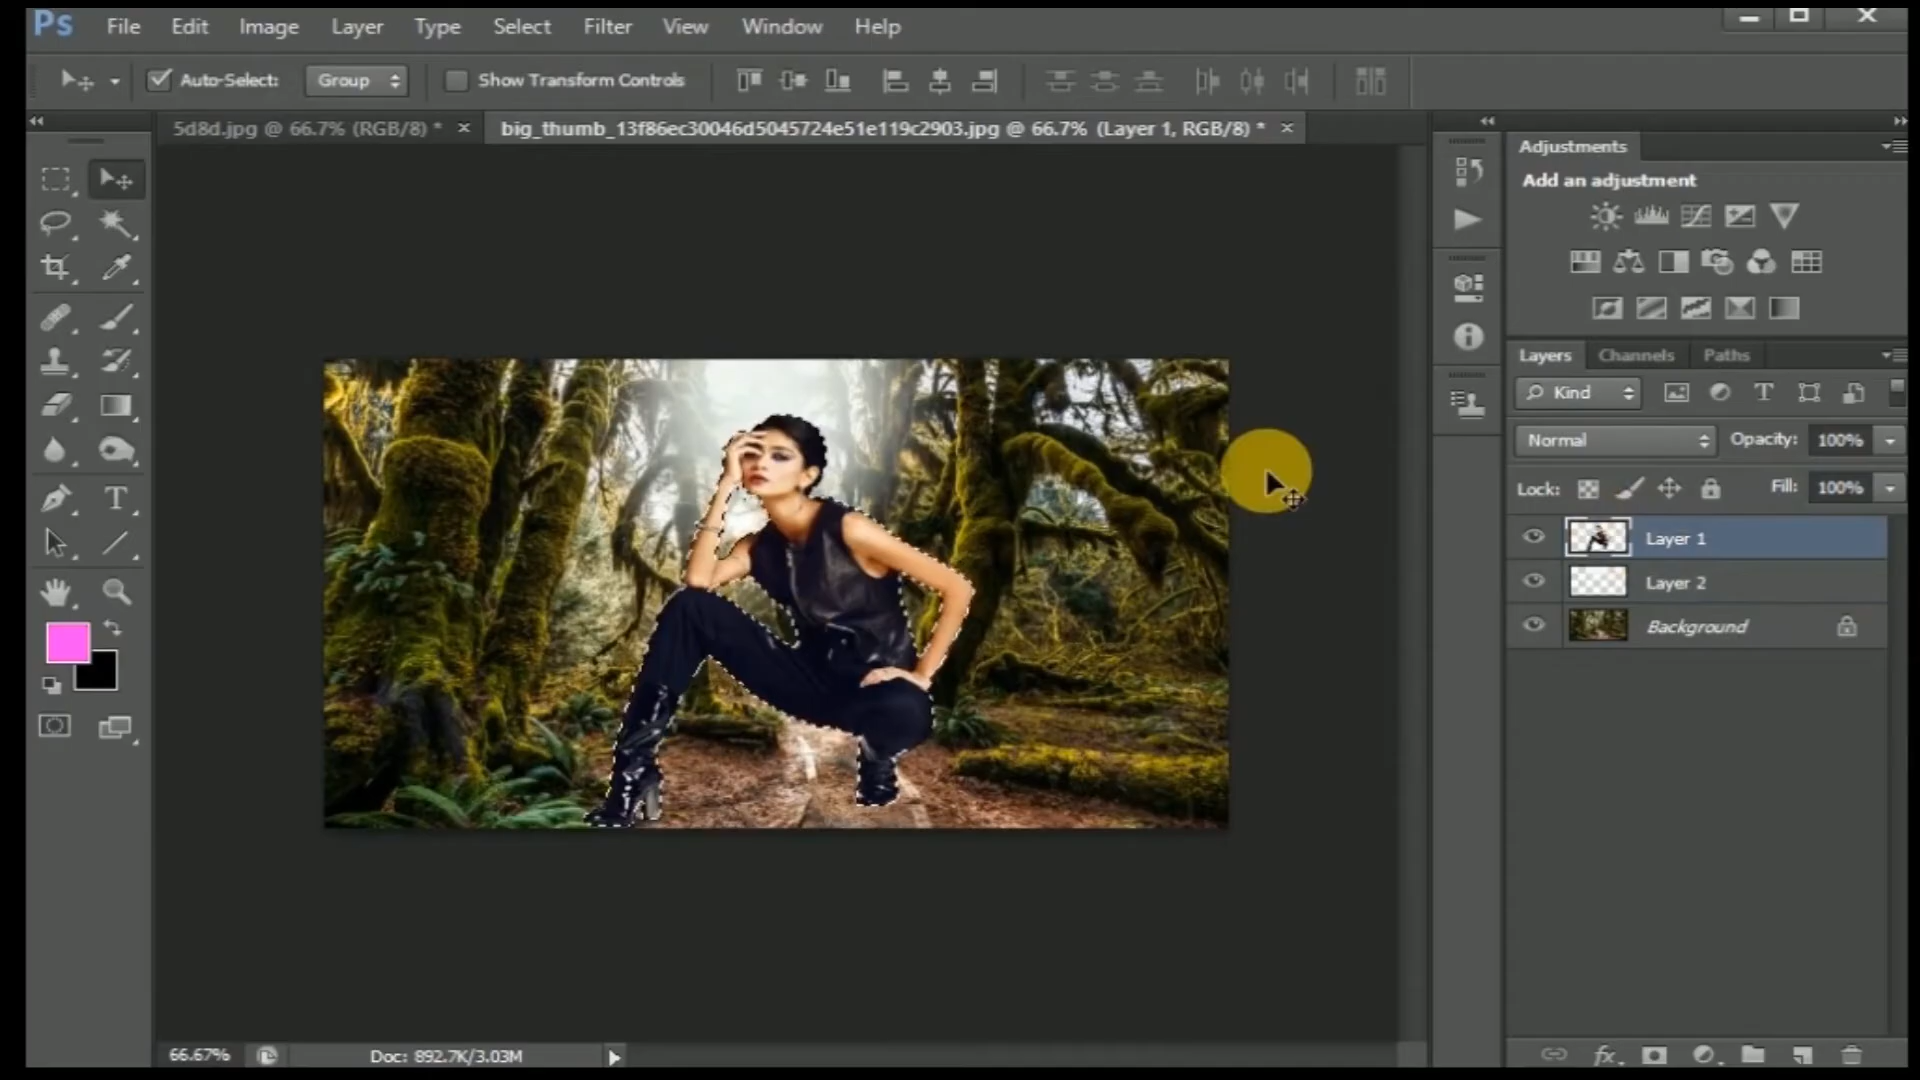 Ps File Edit Image Layer Type Select Filter View Window Help
Auto-Select: Group Show Transform Controls
5d8d.jpg @ 66.7% (RGB/8) * big_thumb_13f86ec30046d5045724e51e119c2903.jpg @ 66.7% (Layer 1, RGB/8) *
Adjustments
Add an adjustment
Layers Channels Paths
Kind
Normal Opacity: 100%
Lock: Fill: 100%
Layer 1
Layer 2
Background
66.67% Doc: 892.7K/3.03M